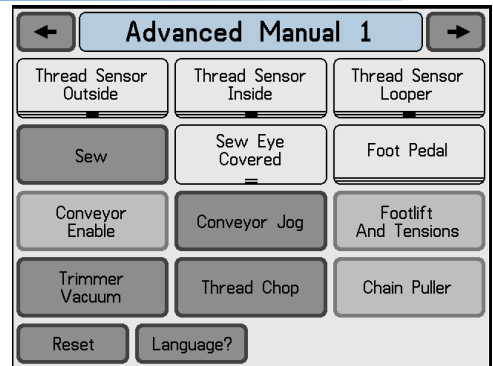 Advanced Manual 1
Thread Sensor Outside
Thread Sensor Inside
Thread Sensor Looper
Sew
Sew Eye Covered
Foot Pedal
Conveyor Enable
Conveyor Jog
Footlift And Tensions
Trimmer Vacuum
Thread Chop
Chain Puller
Reset
Language?